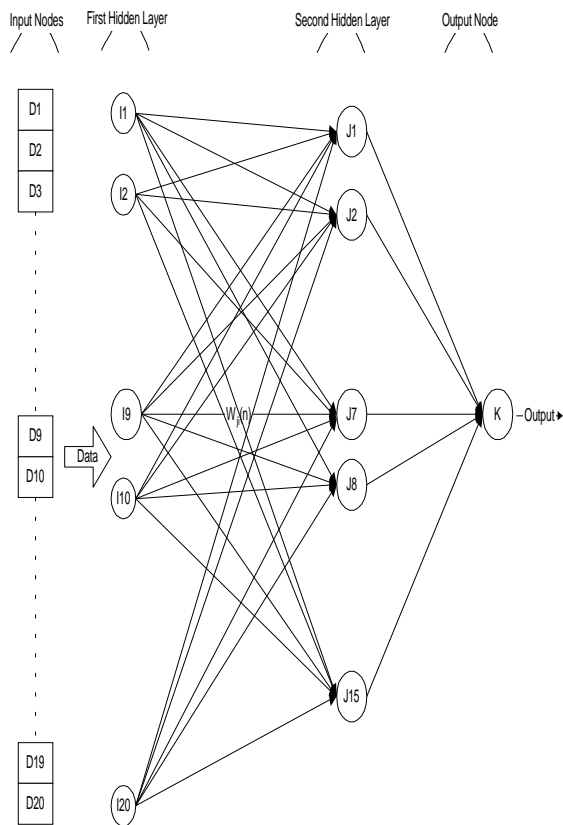 Input Nodes
First Hidden Layer
Second Hidden Layer
Output Node
D1
D2
D3
D9
D10
D19
D20
Data
I1
I2
I9
I10
I20
Wji(n)
J1
J2
J7
J8
J15
K
Output